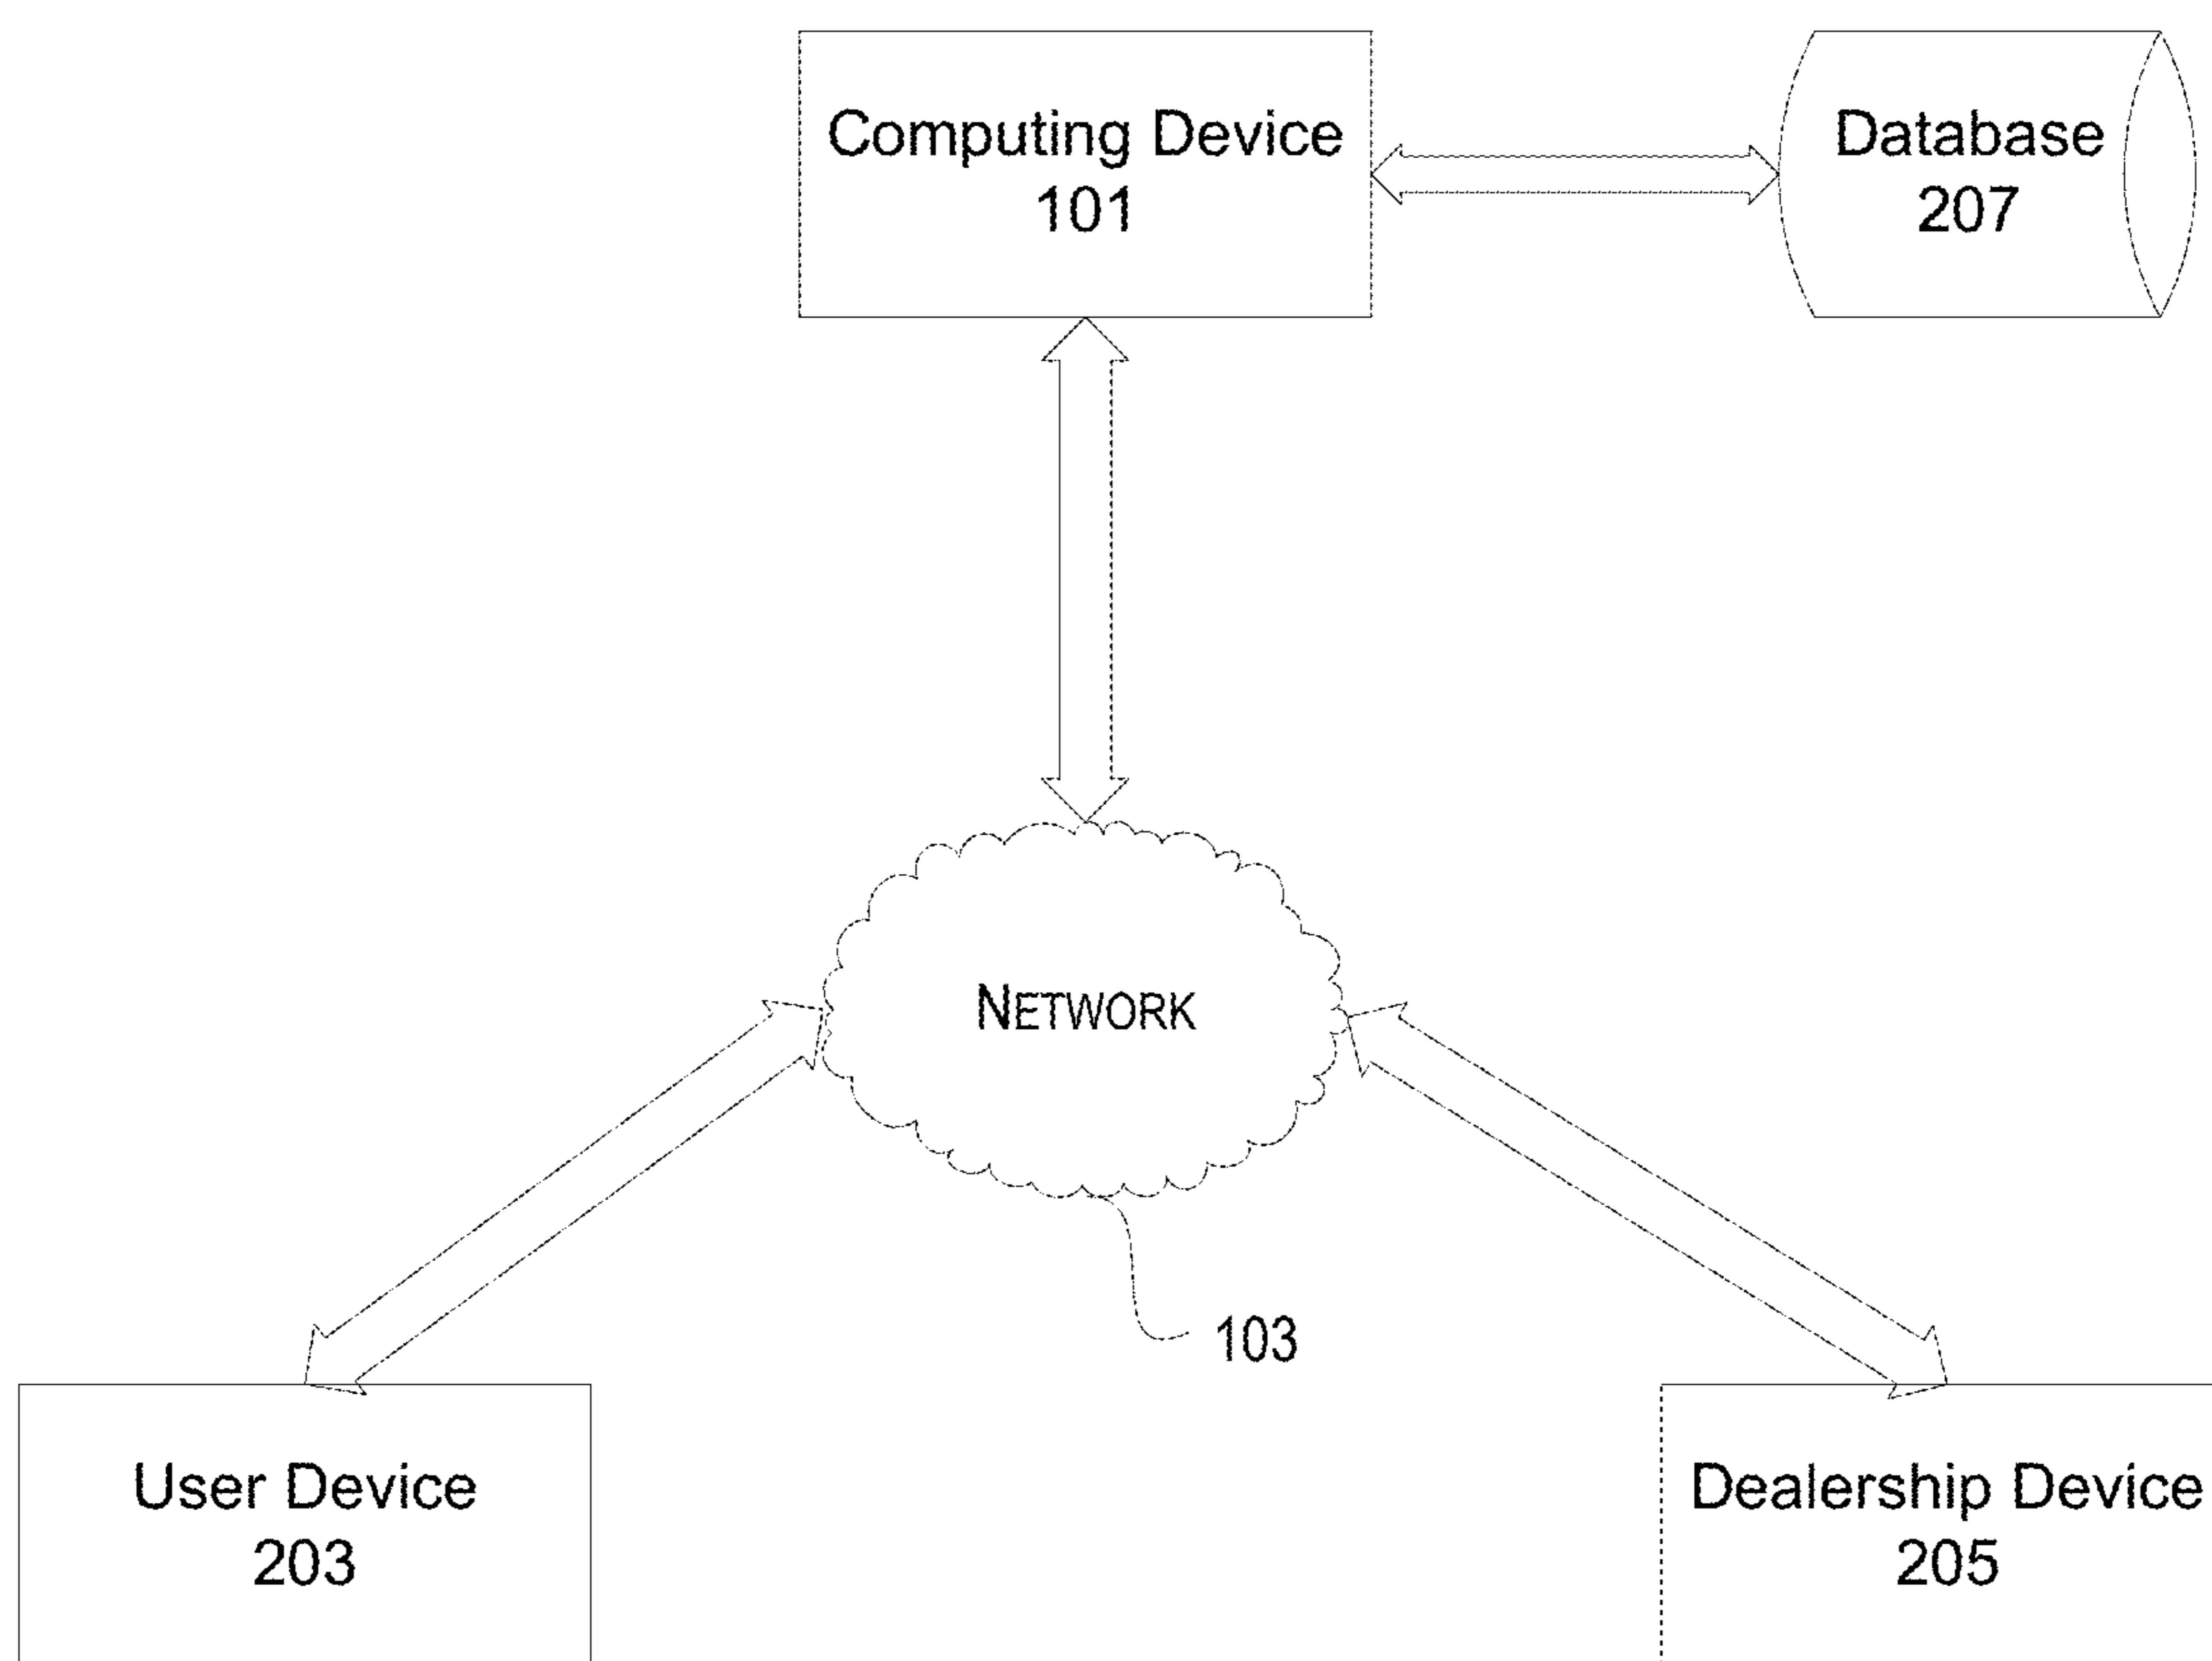 Computing Device
101
Database
207
NETWORK
103
User Device
203
Dealership Device
205